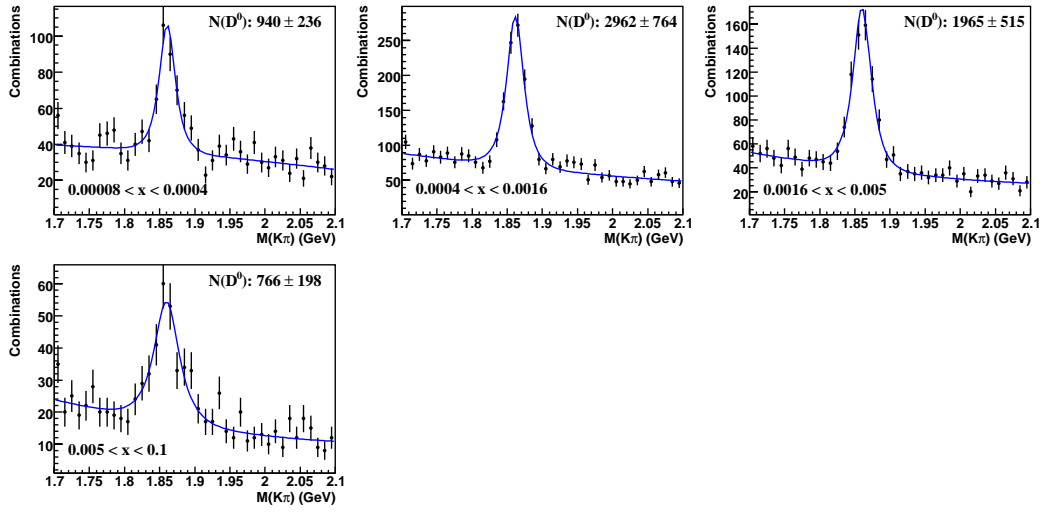 N(D⁰): 940 ± 236
Combinations
100
80
60
40
20
0.00008 < x < 0.0004
1.7 1.75 1.8 1.85 1.9 1.95 2 2.05 2.1
M(Kπ) (GeV)
N(D⁰): 2962 ± 764
Combinations
250
200
150
100
50
0.0004 < x < 0.0016
1.7 1.75 1.8 1.85 1.9 1.95 2 2.05 2.1
M(Kπ) (GeV)
N(D⁰): 1965 ± 515
Combinations
160
140
120
100
80
60
40
20
0.0016 < x < 0.005
1.7 1.75 1.8 1.85 1.9 1.95 2 2.05 2.1
M(Kπ) (GeV)
N(D⁰): 766 ± 198
Combinations
60
50
40
30
20
10
0.005 < x < 0.1
1.7 1.75 1.8 1.85 1.9 1.95 2 2.05 2.1
M(Kπ) (GeV)